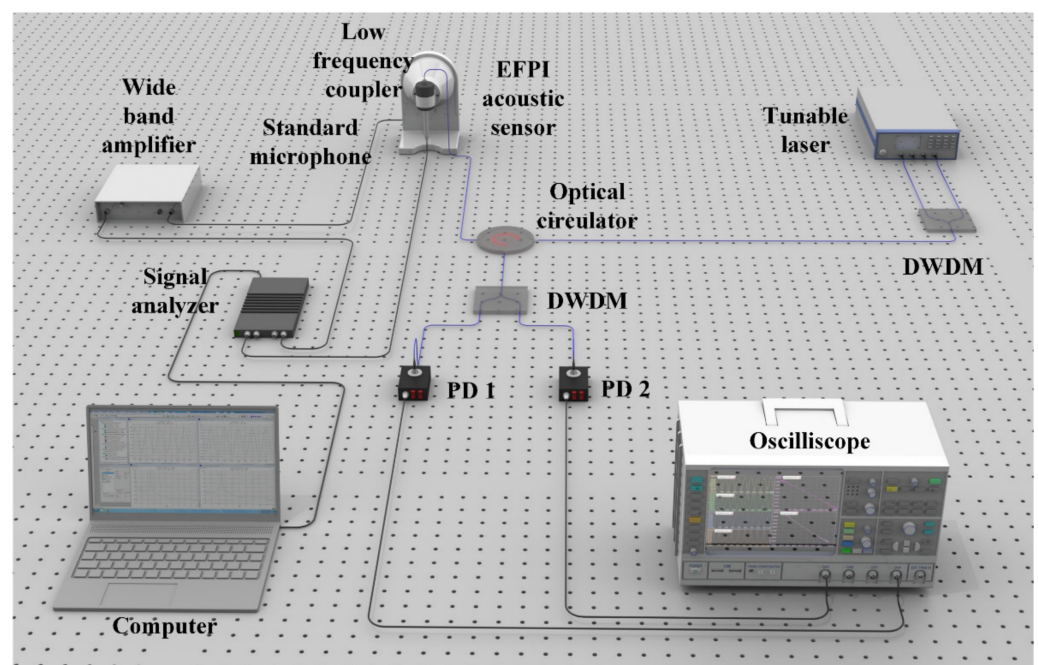 Low
frequency
coupler
EFPI
acoustic
sensor
Wide
band
amplifier
Standard
microphone
Tunable
laser
Optical
circulator
DWDM
Signal
analyzer
DWDM
PD 1
PD 2
Oscilliscope
Computer